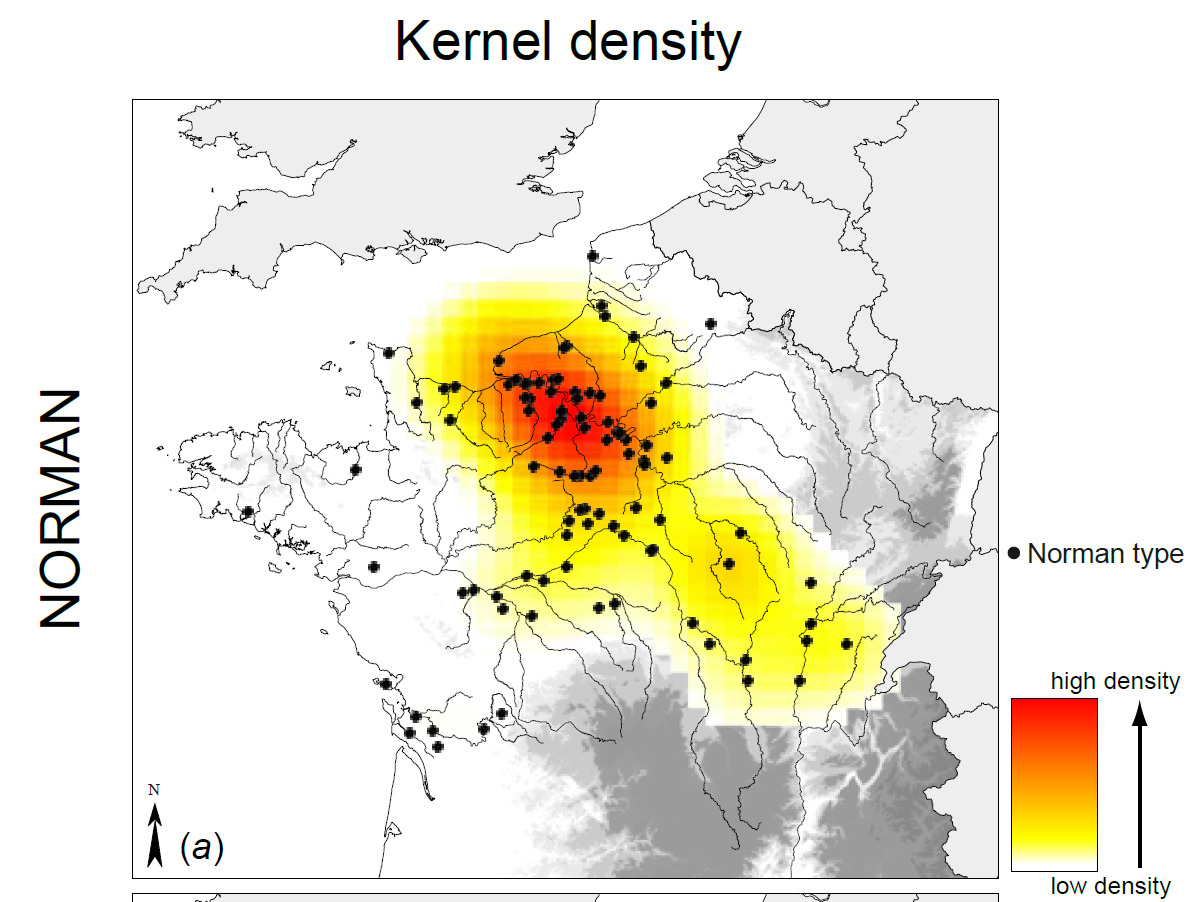 Kernel density
NORMAN
Norman type
high density
low density
N
(a)